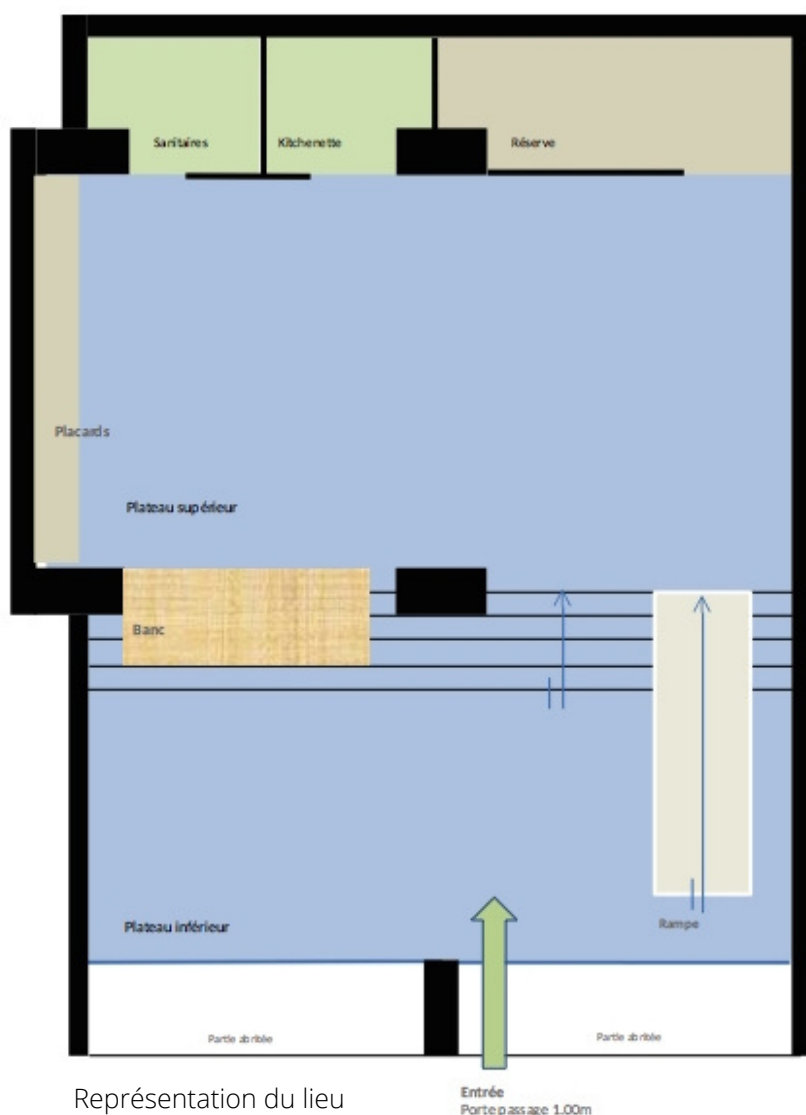 Sanitaires
Kitchenette
Réserve
Placards
Plateau supérieur
Banc
Plateau inférieur
Rampe
Partie abritée
Partie abritée
Représentation du lieu
Entrée
Porte passage 1.00m